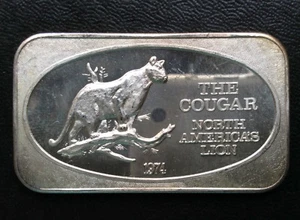 THE
COUGAR
NORTH
AMERICA'S
LION
1974